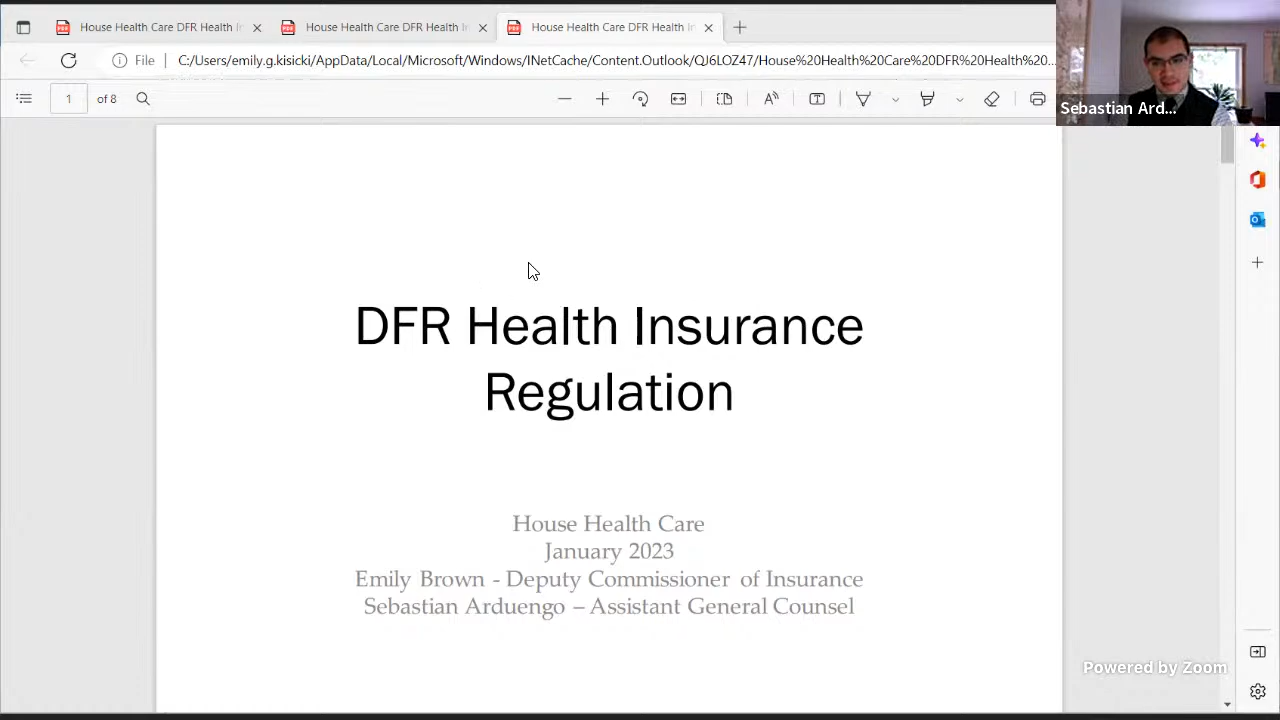 House Health Care DFR Health I
House Health Care DFR Health I
House Health Care DFR Health In
File
C:/Users/emily.g.kisicki/AppData/Local/Microsoft/Windows/INetCache/Content.Outlook/QJ6LOZ47/House%20Health%20Care%20DFR%20Health%20...
1 of 8
Sebastian Ard...
DFR Health Insurance
Regulation
House Health Care
January 2023
Emily Brown - Deputy Commissioner of Insurance
Sebastian Arduengo – Assistant General Counsel
Powered by Zoom